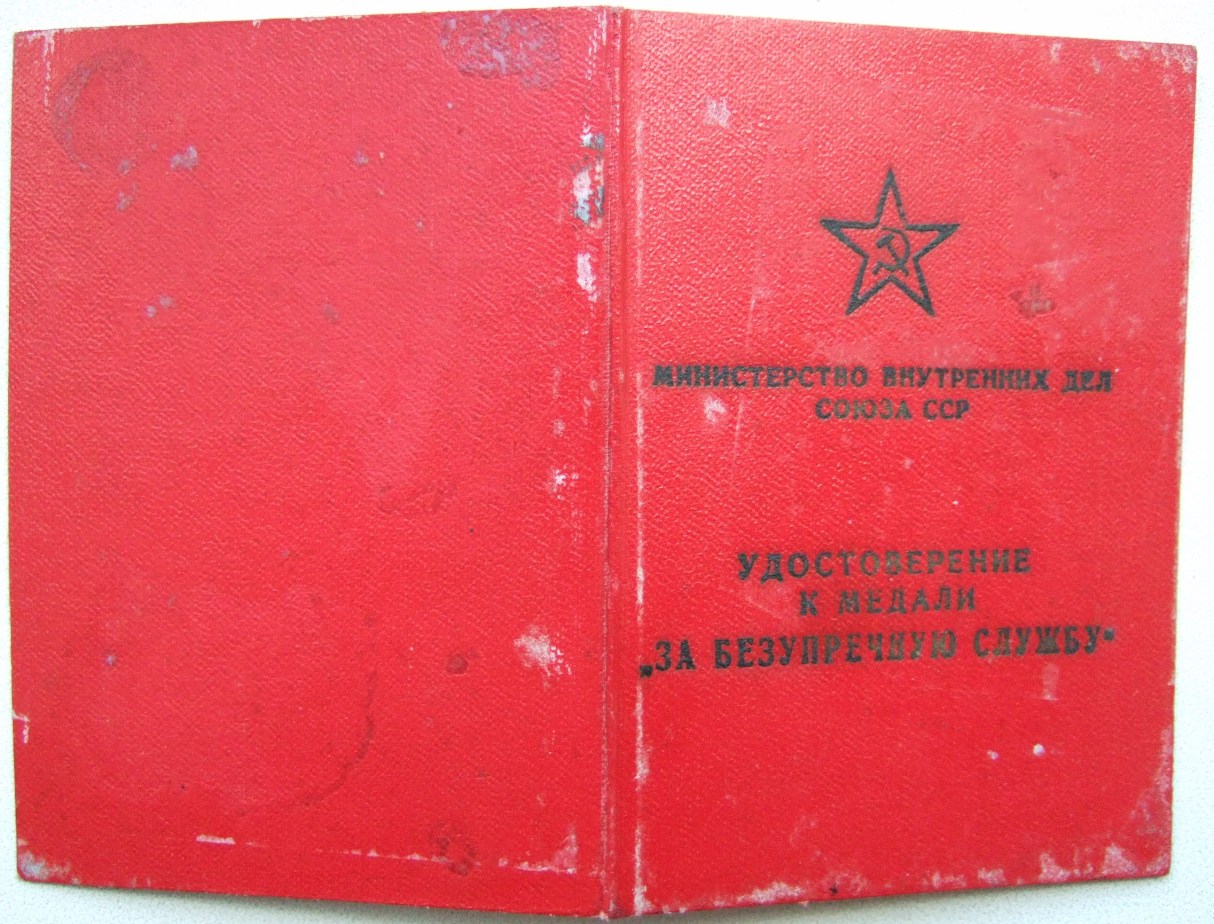 МИНИСТЕРСТВО ВНУТРЕННИХ ДЕЛ
СОЮЗА ССР
УДОСТОВЕРЕНИЕ
К МЕДАЛИ
„ЗА БЕЗУПРЕЧНУЮ СЛУЖБУ“